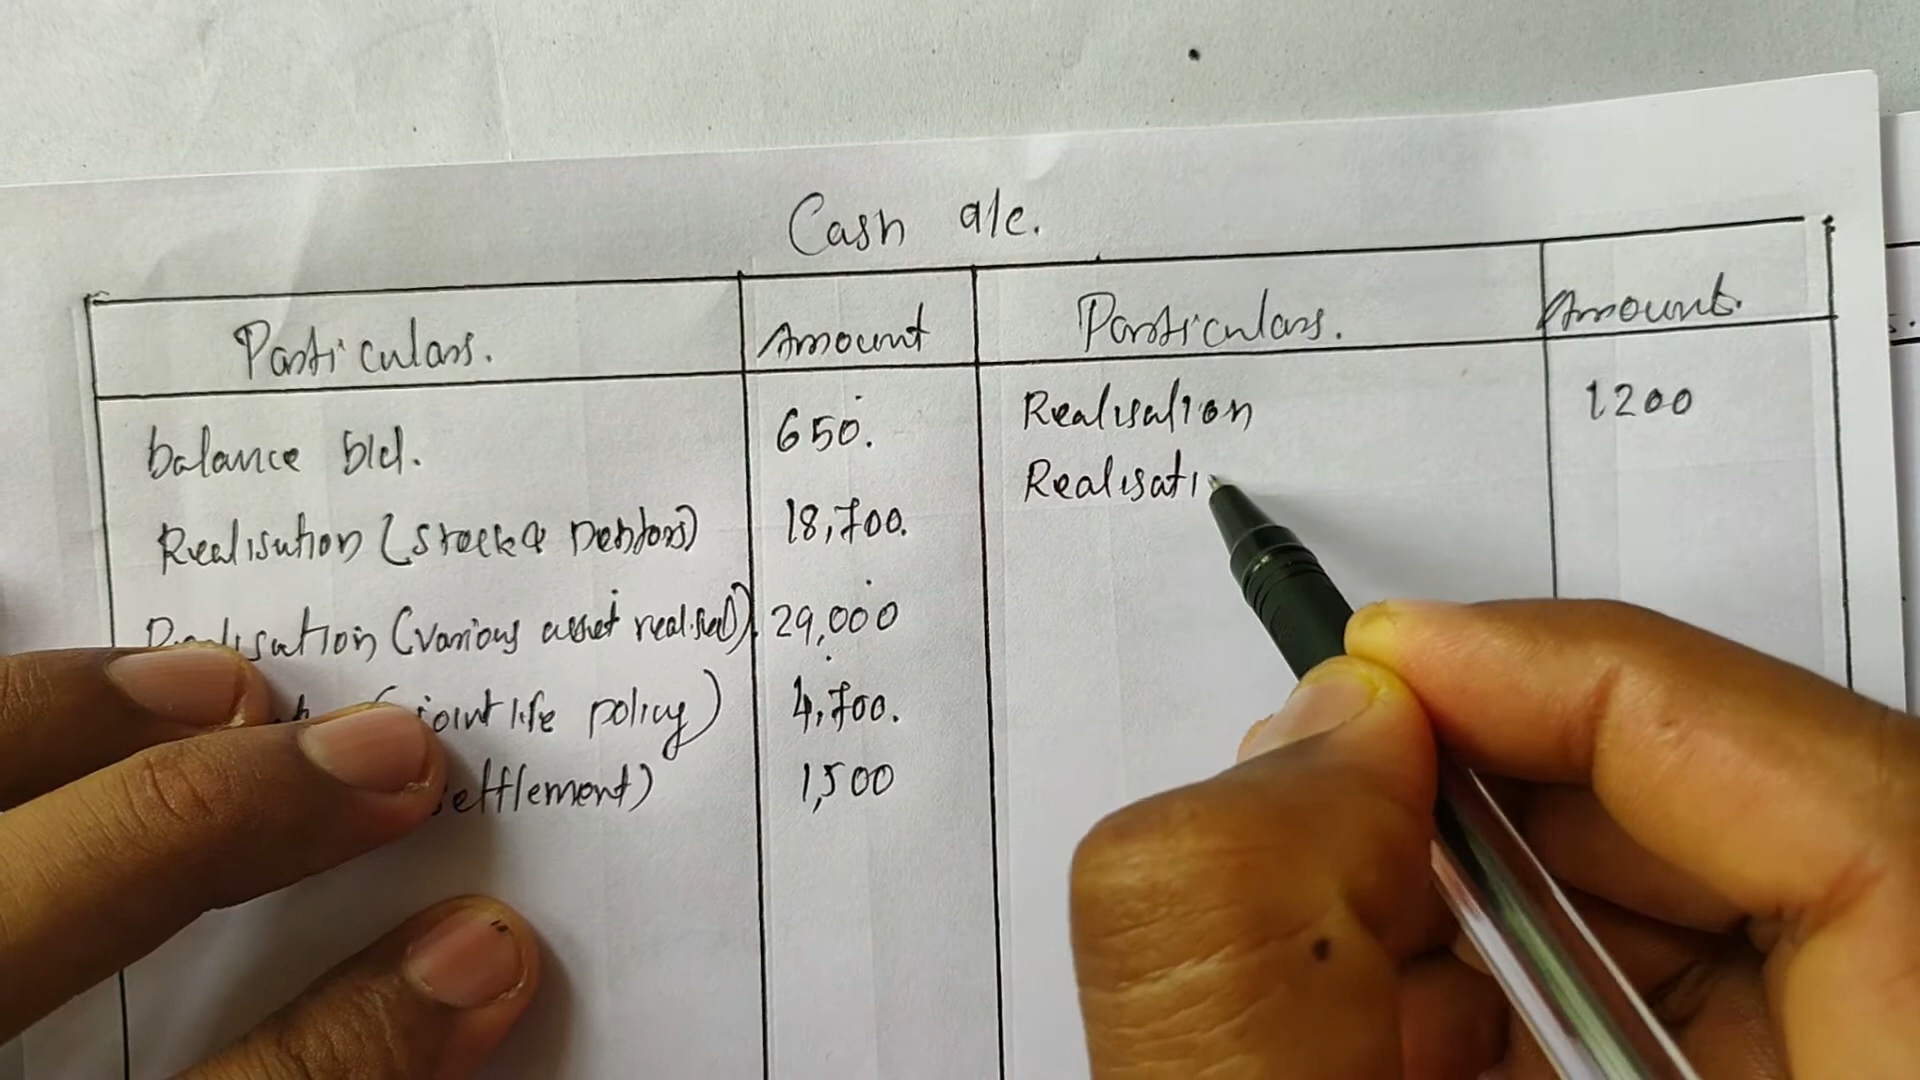 Cash a/c.
Particulars. Amount Particulars. Amount.
balance b/d. 650. Realisation 1200
Realisation (stock & Debtors) 18,700. Realisati
Realisation (various asset realised). 29,000
(joint life policy) 4,700.
settlement) 1,500